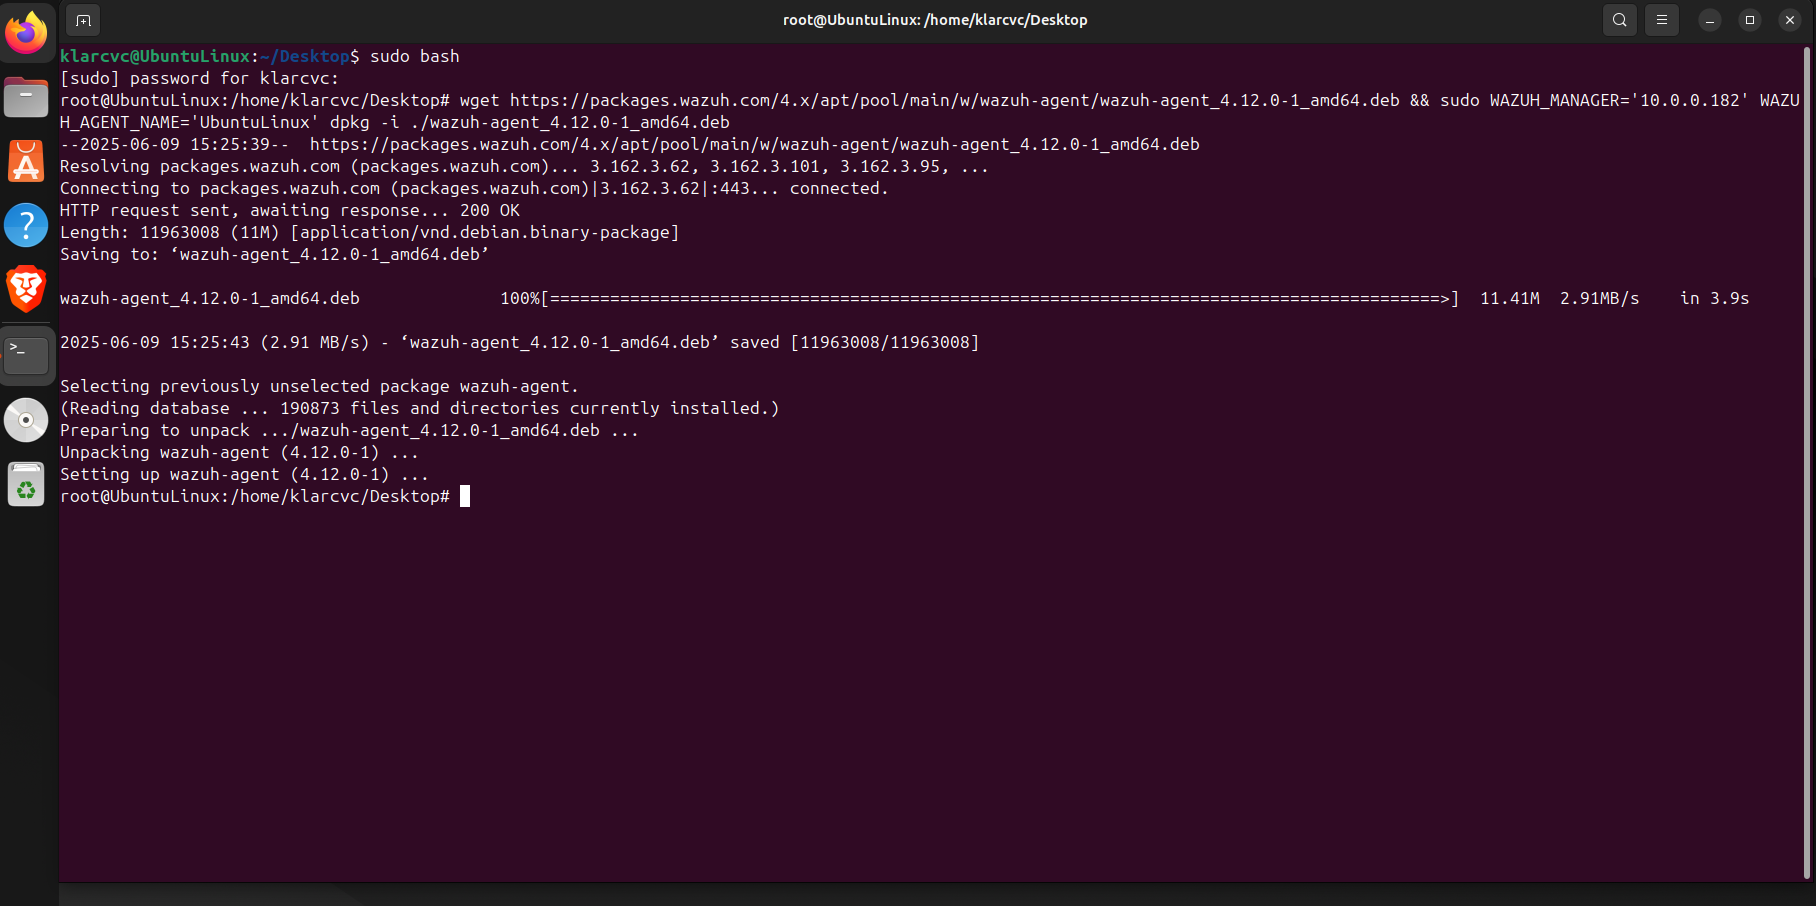 root@UbuntuLinux: /home/klarcvc/Desktop
klarcvc@UbuntuLinux:~/Desktop$ sudo bash
[sudo] password for klarcvc:
root@UbuntuLinux:/home/klarcvc/Desktop# wget https://packages.wazuh.com/4.x/apt/pool/main/w/wazuh-agent/wazuh-agent_4.12.0-1_amd64.deb && sudo WAZUH_MANAGER='10.0.0.182' WAZU
H_AGENT_NAME='UbuntuLinux' dpkg -i ./wazuh-agent_4.12.0-1_amd64.deb
--2025-06-09 15:25:39--  https://packages.wazuh.com/4.x/apt/pool/main/w/wazuh-agent/wazuh-agent_4.12.0-1_amd64.deb
Resolving packages.wazuh.com (packages.wazuh.com)... 3.162.3.62, 3.162.3.101, 3.162.3.95, ...
Connecting to packages.wazuh.com (packages.wazuh.com)|3.162.3.62|:443... connected.
HTTP request sent, awaiting response... 200 OK
Length: 11963008 (11M) [application/vnd.debian.binary-package]
Saving to: ‘wazuh-agent_4.12.0-1_amd64.deb’
wazuh-agent_4.12.0-1_amd64.deb              100%[=========================================================================================>]  11.41M  2.91MB/s    in 3.9s
2025-06-09 15:25:43 (2.91 MB/s) - ‘wazuh-agent_4.12.0-1_amd64.deb’ saved [11963008/11963008]
Selecting previously unselected package wazuh-agent.
(Reading database ... 190873 files and directories currently installed.)
Preparing to unpack .../wazuh-agent_4.12.0-1_amd64.deb ...
Unpacking wazuh-agent (4.12.0-1) ...
Setting up wazuh-agent (4.12.0-1) ...
root@UbuntuLinux:/home/klarcvc/Desktop#